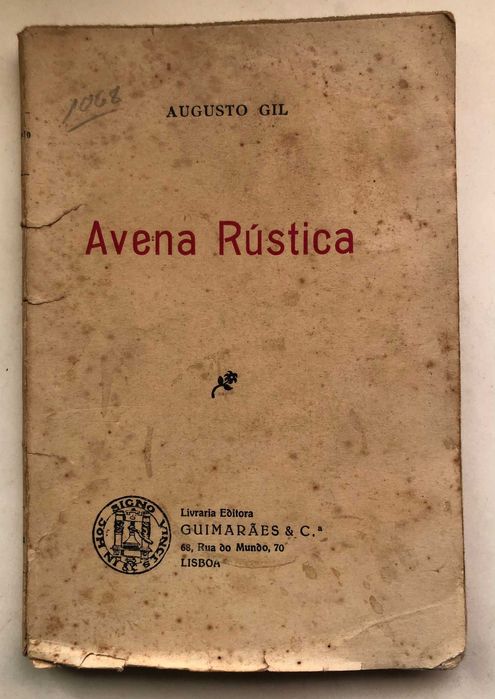 1068
AUGUSTO GIL
Avena Rústica
IN HOC SIGNO VINCES
Livraria Editora
GUIMARÃES & C.ª
68, Rua do Mundo, 70
LISBOA